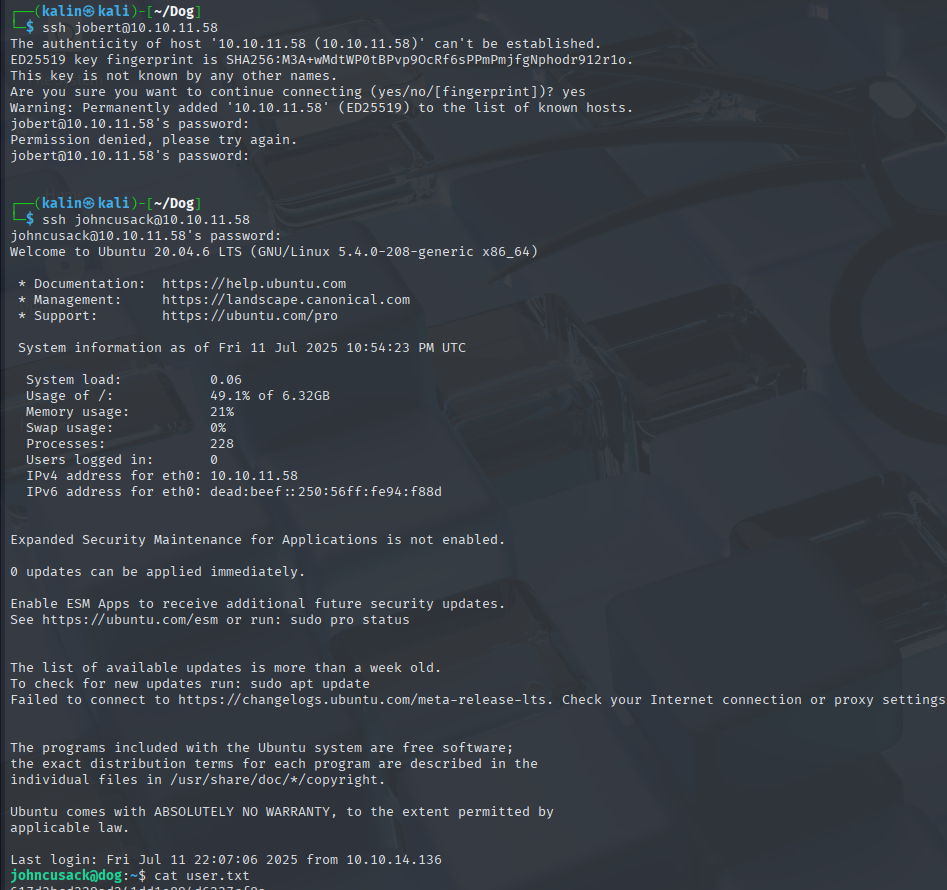 ┌──(kalin㉿kali)-[~/Dog]
└─$ ssh jobert@10.10.11.58
The authenticity of host '10.10.11.58 (10.10.11.58)' can't be established.
ED25519 key fingerprint is SHA256:M3A+wMdtWP0tBPvp9OcRf6sPPmPmjfgNphodr912r1o.
This key is not known by any other names.
Are you sure you want to continue connecting (yes/no/[fingerprint])? yes
Warning: Permanently added '10.10.11.58' (ED25519) to the list of known hosts.
jobert@10.10.11.58's password:
Permission denied, please try again.
jobert@10.10.11.58's password:
┌──(kalin㉿kali)-[~/Dog]
└─$ ssh johncusack@10.10.11.58
johncusack@10.10.11.58's password:
Welcome to Ubuntu 20.04.6 LTS (GNU/Linux 5.4.0-208-generic x86_64)
* Documentation: https://help.ubuntu.com
* Management: https://landscape.canonical.com
* Support: https://ubuntu.com/pro
System information as of Fri 11 Jul 2025 10:54:23 PM UTC
System load: 0.06
Usage of /: 49.1% of 6.32GB
Memory usage: 21%
Swap usage: 0%
Processes: 228
Users logged in: 0
IPv4 address for eth0: 10.10.11.58
IPv6 address for eth0: dead:beef::250:56ff:fe94:f88d
Expanded Security Maintenance for Applications is not enabled.
0 updates can be applied immediately.
Enable ESM Apps to receive additional future security updates.
See https://ubuntu.com/esm or run: sudo pro status
The list of available updates is more than a week old.
To check for new updates run: sudo apt update
Failed to connect to https://changelogs.ubuntu.com/meta-release-lts. Check your Internet connection or proxy settings
The programs included with the Ubuntu system are free software;
the exact distribution terms for each program are described in the
individual files in /usr/share/doc/*/copyright.
Ubuntu comes with ABSOLUTELY NO WARRANTY, to the extent permitted by
applicable law.
Last login: Fri Jul 11 22:07:06 2025 from 10.10.14.136
johncusack@dog:~$ cat user.txt